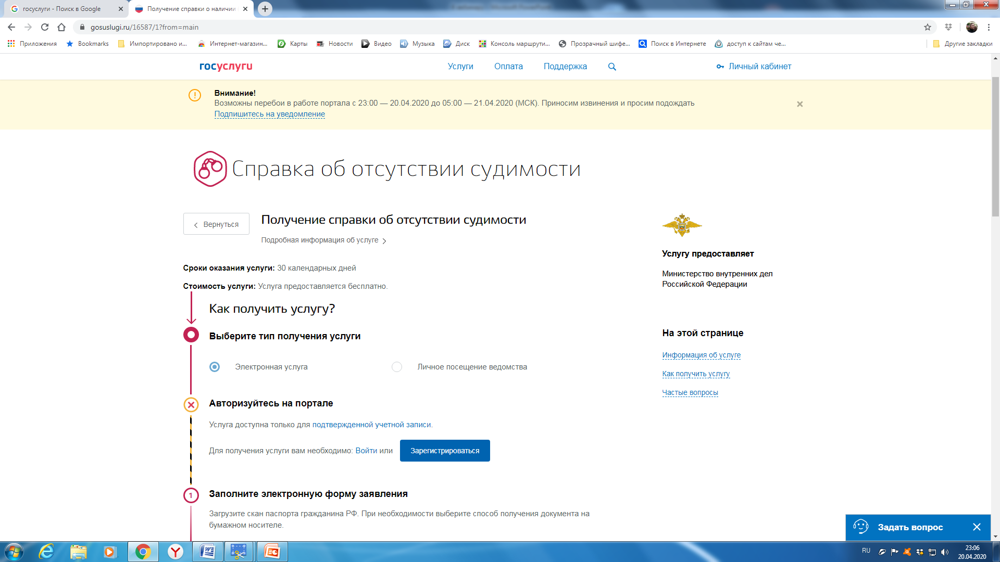 госуслуги - Поиск в Google
Получение справки о наличии
gosuslugi.ru/16587/1?from=main
Приложения
Bookmarks
Импортировано и...
Интернет-магазин...
Карты
Новости
Видео
Музыка
Диск
Консоль маршрути...
Прозрачный шифе...
Поиск в Интернете
доступ к сайтам че...
Другие закладки
госуслуги
Услуги
Оплата
Поддержка
Личный кабинет
Внимание!
Возможны перебои в работе портала с 23:00 — 20.04.2020 до 05:00 — 21.04.2020 (МСК). Приносим извинения и просим подождать
Подпишитесь на уведомление
Справка об отсутствии судимости
Вернуться
Получение справки об отсутствии судимости
Подробная информация об услуге
Сроки оказания услуги: 30 календарных дней
Стоимость услуги: Услуга предоставляется бесплатно.
Услугу предоставляет
Министерство внутренних дел
Российской Федерации
Как получить услугу?
Выберите тип получения услуги
Электронная услуга
Личное посещение ведомства
На этой странице
Информация об услуге
Как получить услугу
Частые вопросы
Авторизуйтесь на портале
Услуга доступна только для подтвержденной учетной записи.
Для получения услуги вам необходимо: Войти или
Зарегистрироваться
1
Заполните электронную форму заявления
Загрузите скан паспорта гражданина РФ. При необходимости выберите способ получения документа на
бумажном носителе.
Задать вопрос
RU
23:06
20.04.2020